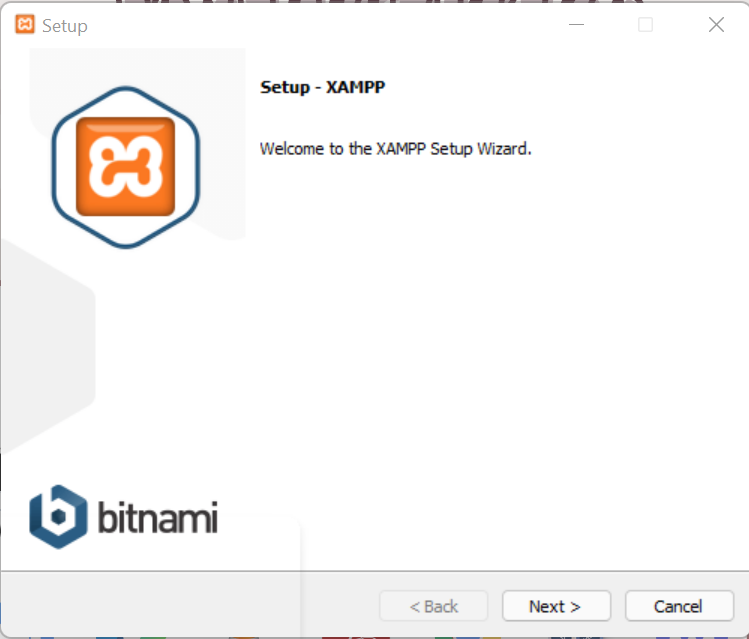 Setup
Setup - XAMPP
Welcome to the XAMPP Setup Wizard.
bitnami
< Back
Next >
Cancel